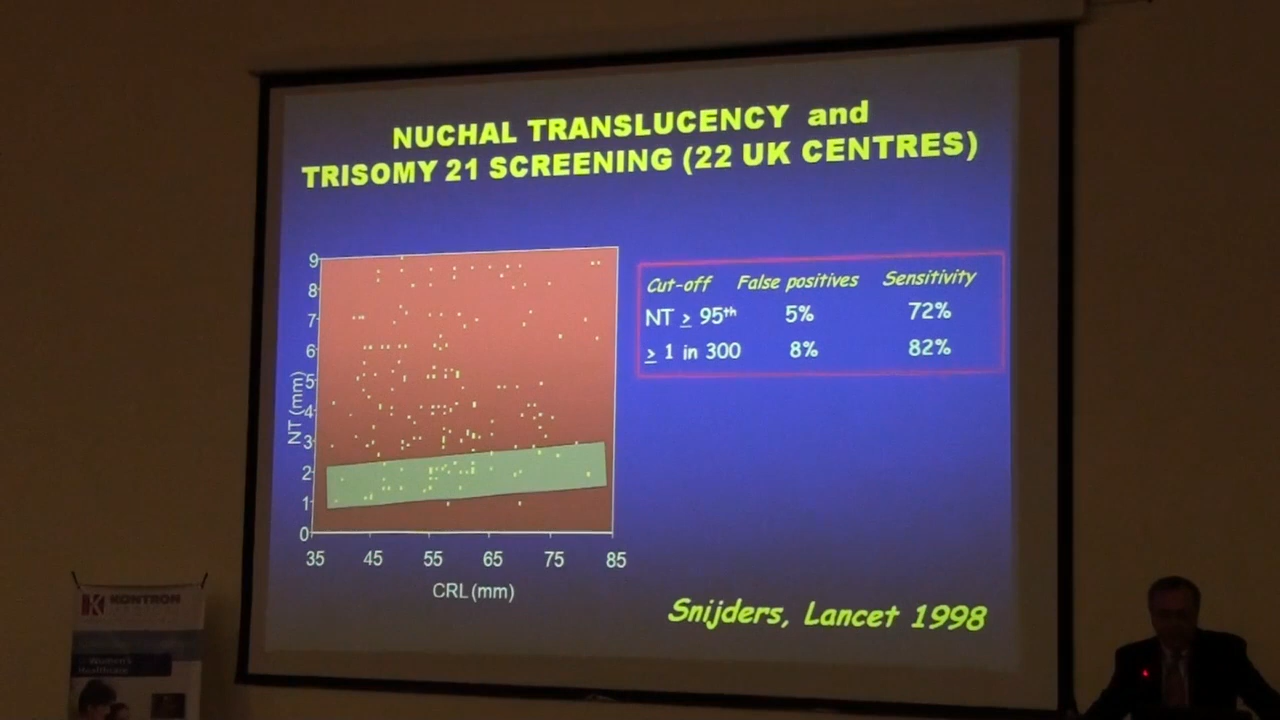 NUCHAL TRANSLUCENCY and
TRISOMY 21 SCREENING (22 UK CENTRES)
9
8
7
6
5
4
3
2
1
0
NT (mm)
35 45 55 65 75 85
CRL (mm)
Cut-off False positives Sensitivity
NT ≥ 95th 5% 72%
≥ 1 in 300 8% 82%
Snijders, Lancet 1998
KONTRON
Women's
Healthcare